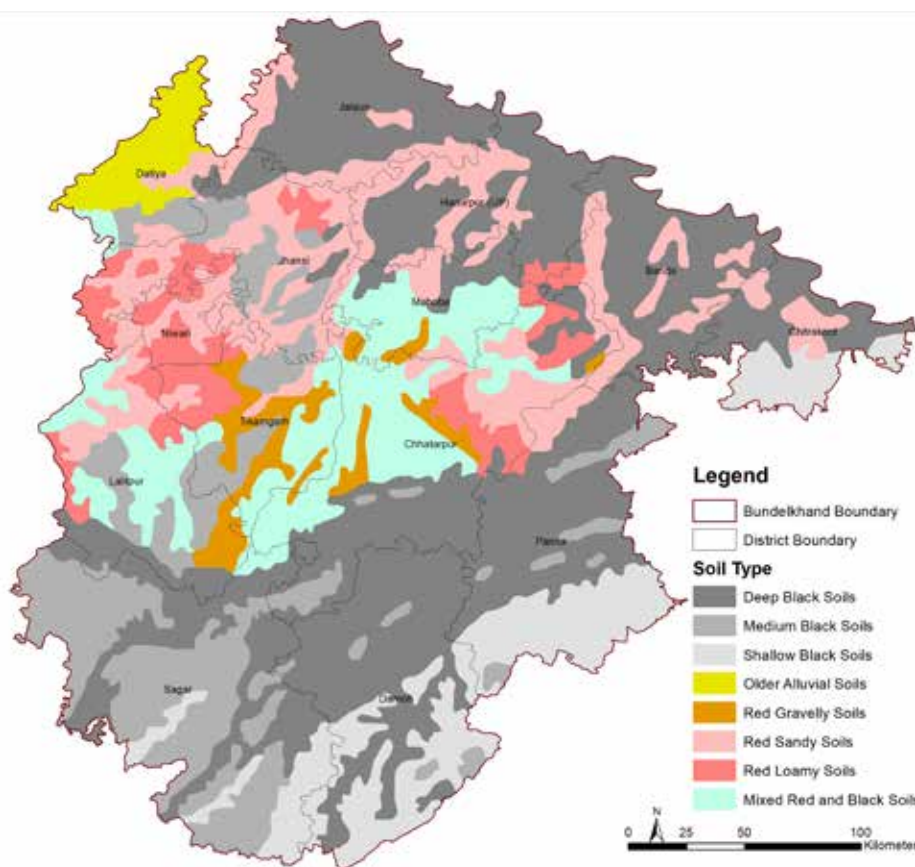 Jalaun
Datiya
Hamirpur (UP)
Jhansi
Banda
Mahoba
Chitrakoot
Niwari
Tikamgarh
Chhatarpur
Lalitpur
Panna
Sagar
Damoh
Legend
Bundelkhand Boundary
District Boundary
Soil Type
Deep Black Soils
Medium Black Soils
Shallow Black Soils
Older Alluvial Soils
Red Gravelly Soils
Red Sandy Soils
Red Loamy Soils
Mixed Red and Black Soils
N
0 25 50 100
Kilometer